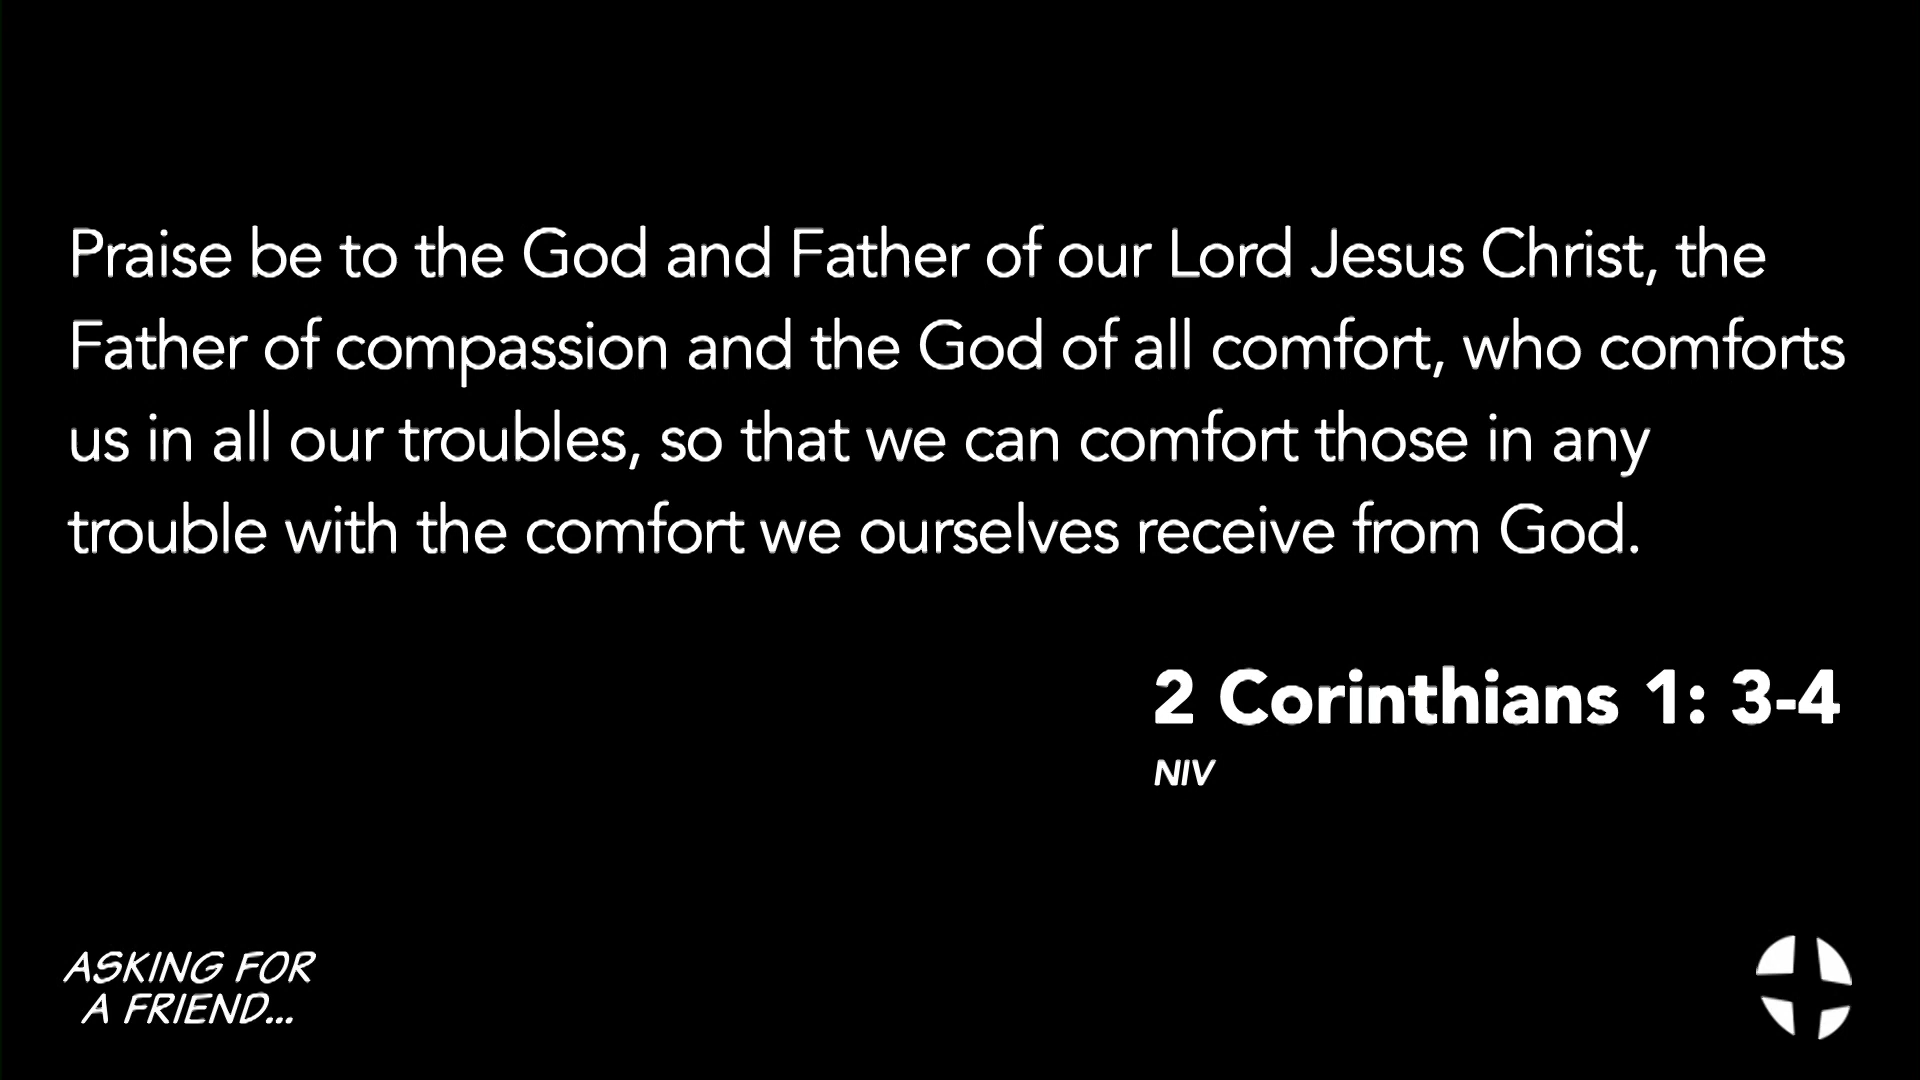 Praise be to the God and Father of our Lord Jesus Christ, the
Father of compassion and the God of all comfort, who comforts
us in all our troubles, so that we can comfort those in any
trouble with the comfort we ourselves receive from God.
2 Corinthians 1: 3-4
NIV
ASKING FOR
A FRIEND...